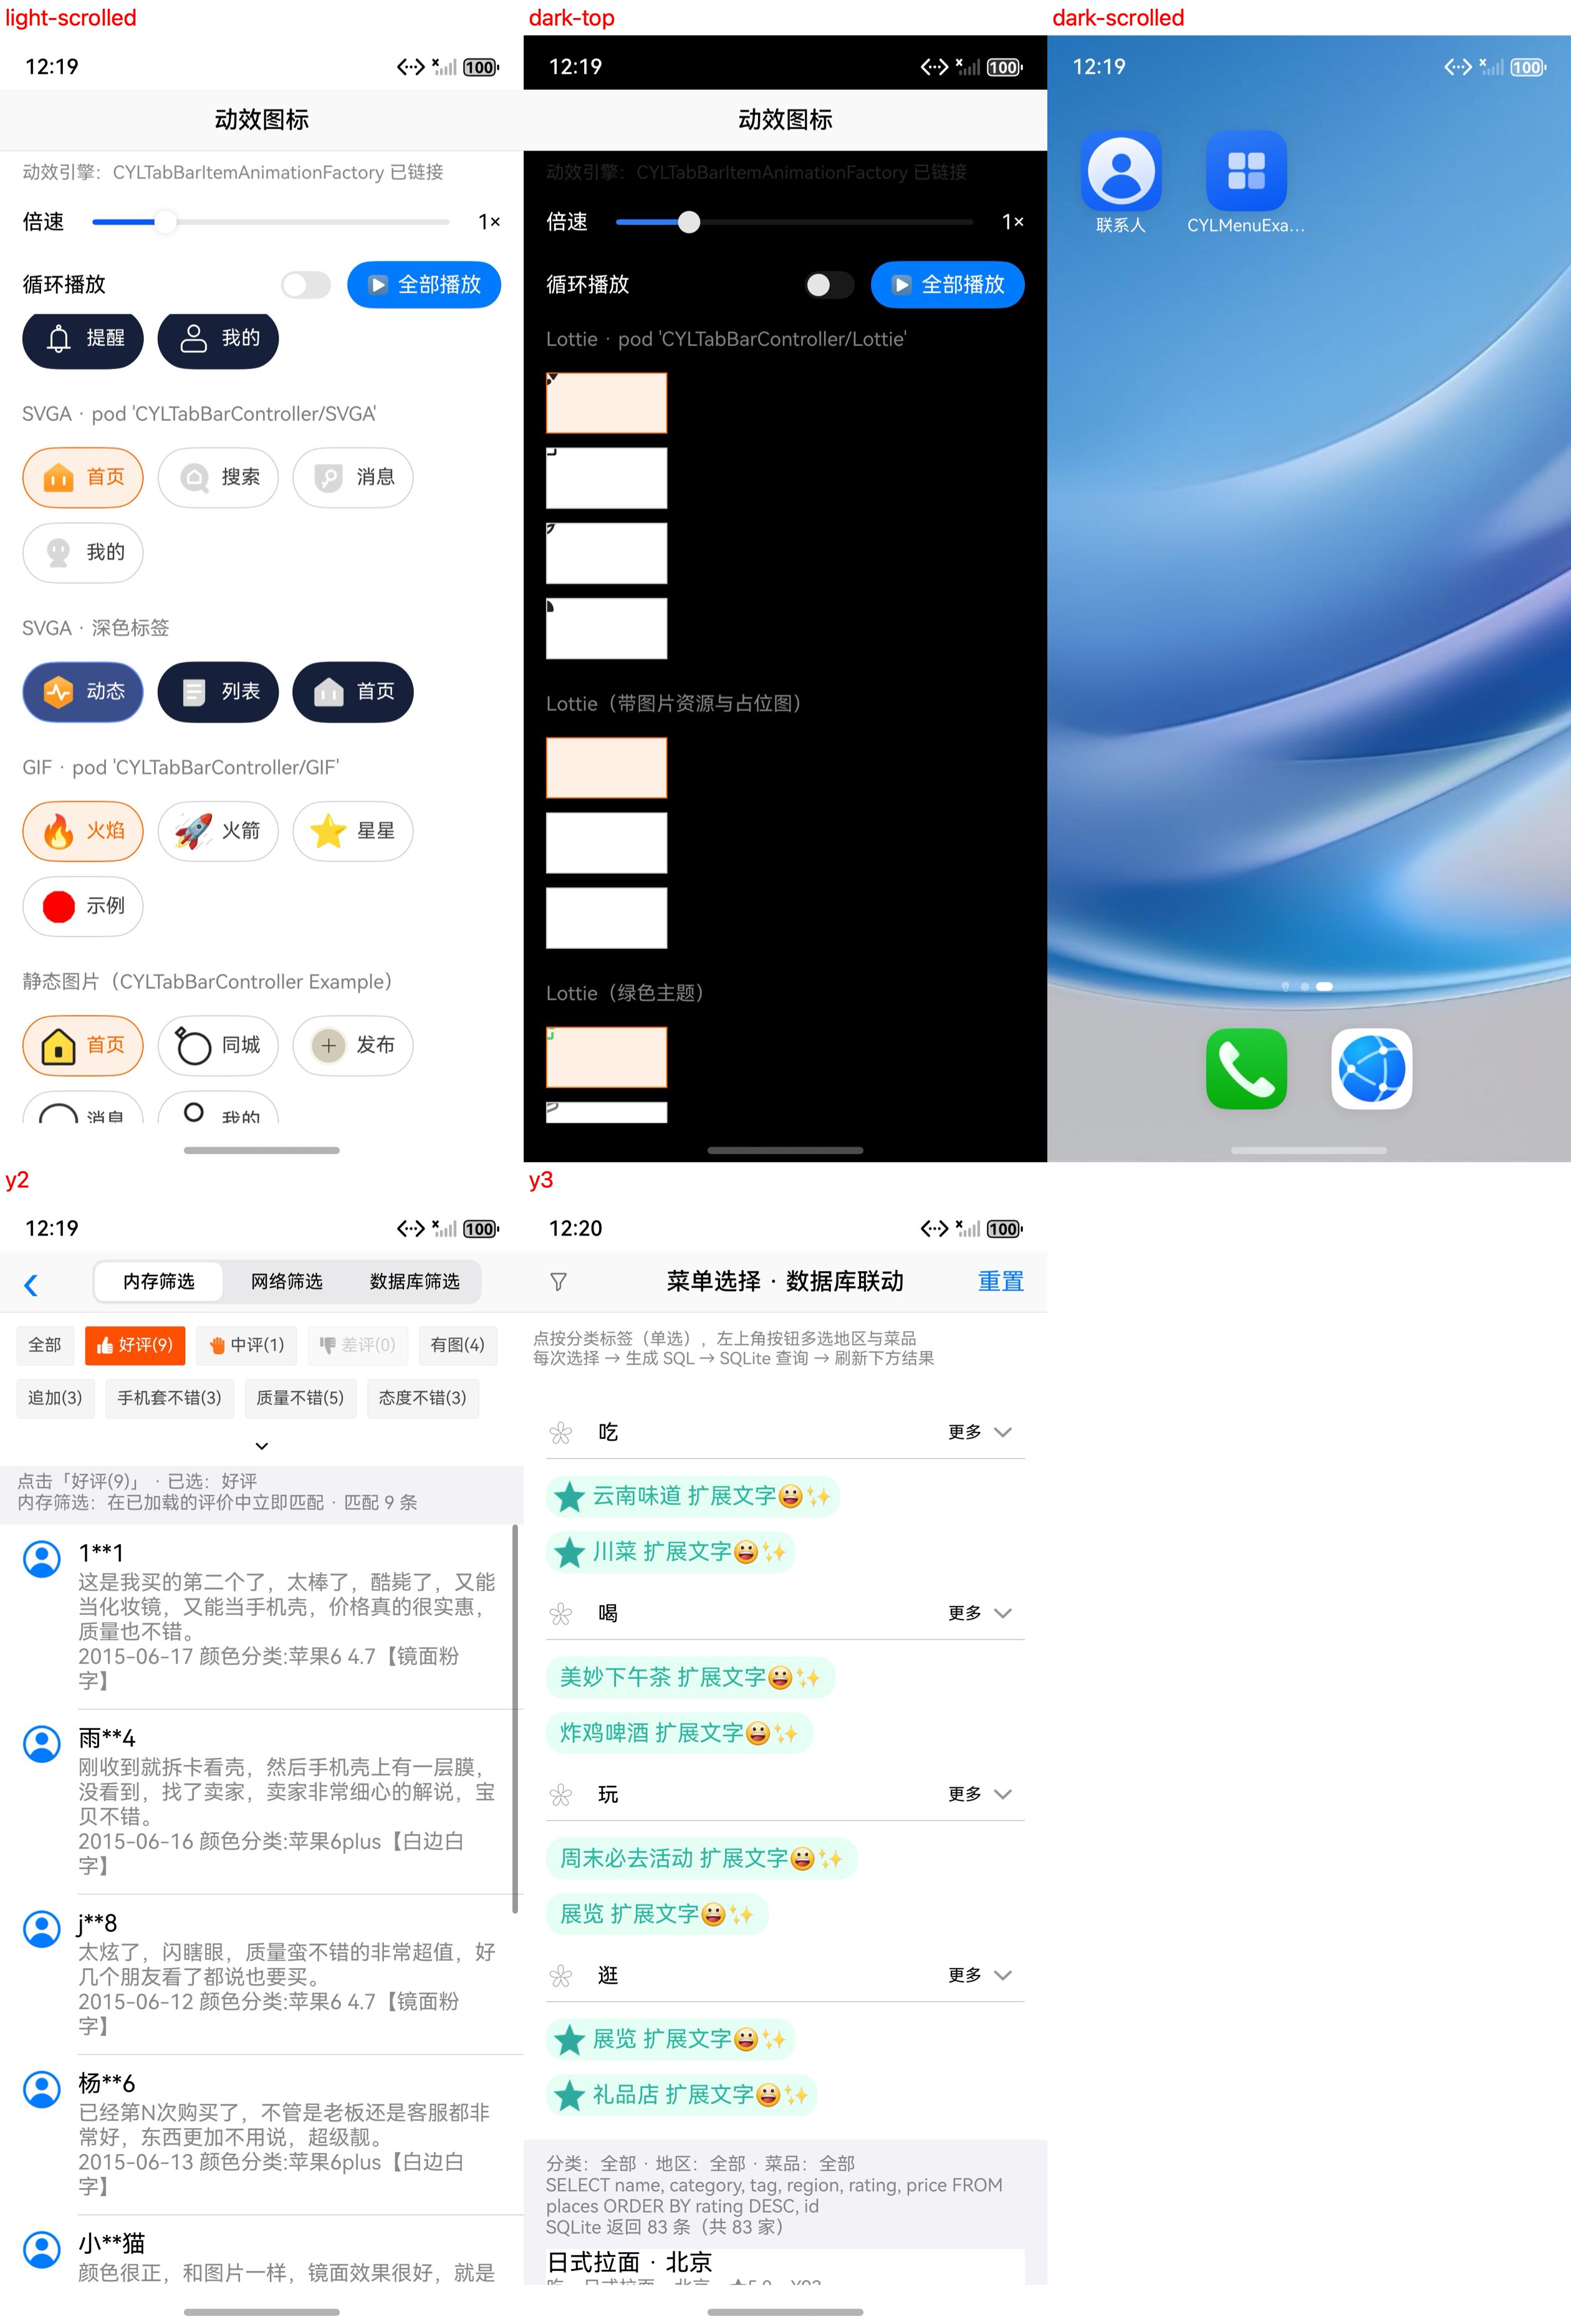 light-scrolled
12:19
100
动效图标
动效引擎：CYLTabBarItemAnimationFactory 已链接
倍速
1×
循环播放
全部播放
提醒
我的
SVGA · pod 'CYLTabBarController/SVGA'
首页
搜索
消息
我的
SVGA · 深色标签
动态
列表
首页
GIF · pod 'CYLTabBarController/GIF'
火焰
火箭
星星
示例
静态图片（CYLTabBarController Example）
首页
同城
发布
消息
我的
dark-top
12:19
100
动效图标
动效引擎：CYLTabBarItemAnimationFactory 已链接
倍速
1×
循环播放
全部播放
Lottie · pod 'CYLTabBarController/Lottie'
Lottie（带图片资源与占位图）
Lottie（绿色主题）
dark-scrolled
12:19
100
联系人
CYLMenuExa...
y2
12:19
100
内存筛选
网络筛选
数据库筛选
全部
好评(9)
中评(1)
差评(0)
有图(4)
追加(3)
手机套不错(3)
质量不错(5)
态度不错(3)
点击「好评(9)」 · 已选：好评
内存筛选：在已加载的评价中立即匹配 · 匹配 9 条
1**1
这是我买的第二个了，太棒了，酷毙了，又能
当化妆镜，又能当手机壳，价格真的很实惠，
质量也不错。
2015-06-17 颜色分类:苹果6 4.7【镜面粉
字】
雨**4
刚收到就拆卡看壳，然后手机壳上有一层膜，
没看到，找了卖家，卖家非常细心的解说，宝
贝不错。
2015-06-16 颜色分类:苹果6plus【白边白
字】
j**8
太炫了，闪瞎眼，质量蛮不错的非常超值，好
几个朋友看了都说也要买。
2015-06-12 颜色分类:苹果6 4.7【镜面粉
字】
杨**6
已经第N次购买了，不管是老板还是客服都非
常好，东西更加不用说，超级靓。
2015-06-13 颜色分类:苹果6plus【白边白
字】
小**猫
颜色很正，和图片一样，镜面效果很好，就是
y3
12:20
100
菜单选择 · 数据库联动
重置
点按分类标签（单选），左上角按钮多选地区与菜品
每次选择 → 生成 SQL → SQLite 查询 → 刷新下方结果
吃
更多
云南味道 扩展文字😀✨
川菜 扩展文字😀✨
喝
更多
美妙下午茶 扩展文字😀✨
炸鸡啤酒 扩展文字😀✨
玩
更多
周末必去活动 扩展文字😀✨
展览 扩展文字😀✨
逛
更多
展览 扩展文字😀✨
礼品店 扩展文字😀✨
分类：全部 · 地区：全部 · 菜品：全部
SELECT name, category, tag, region, rating, price FROM
places ORDER BY rating DESC, id
SQLite 返回 83 条（共 83 家）
日式拉面 · 北京